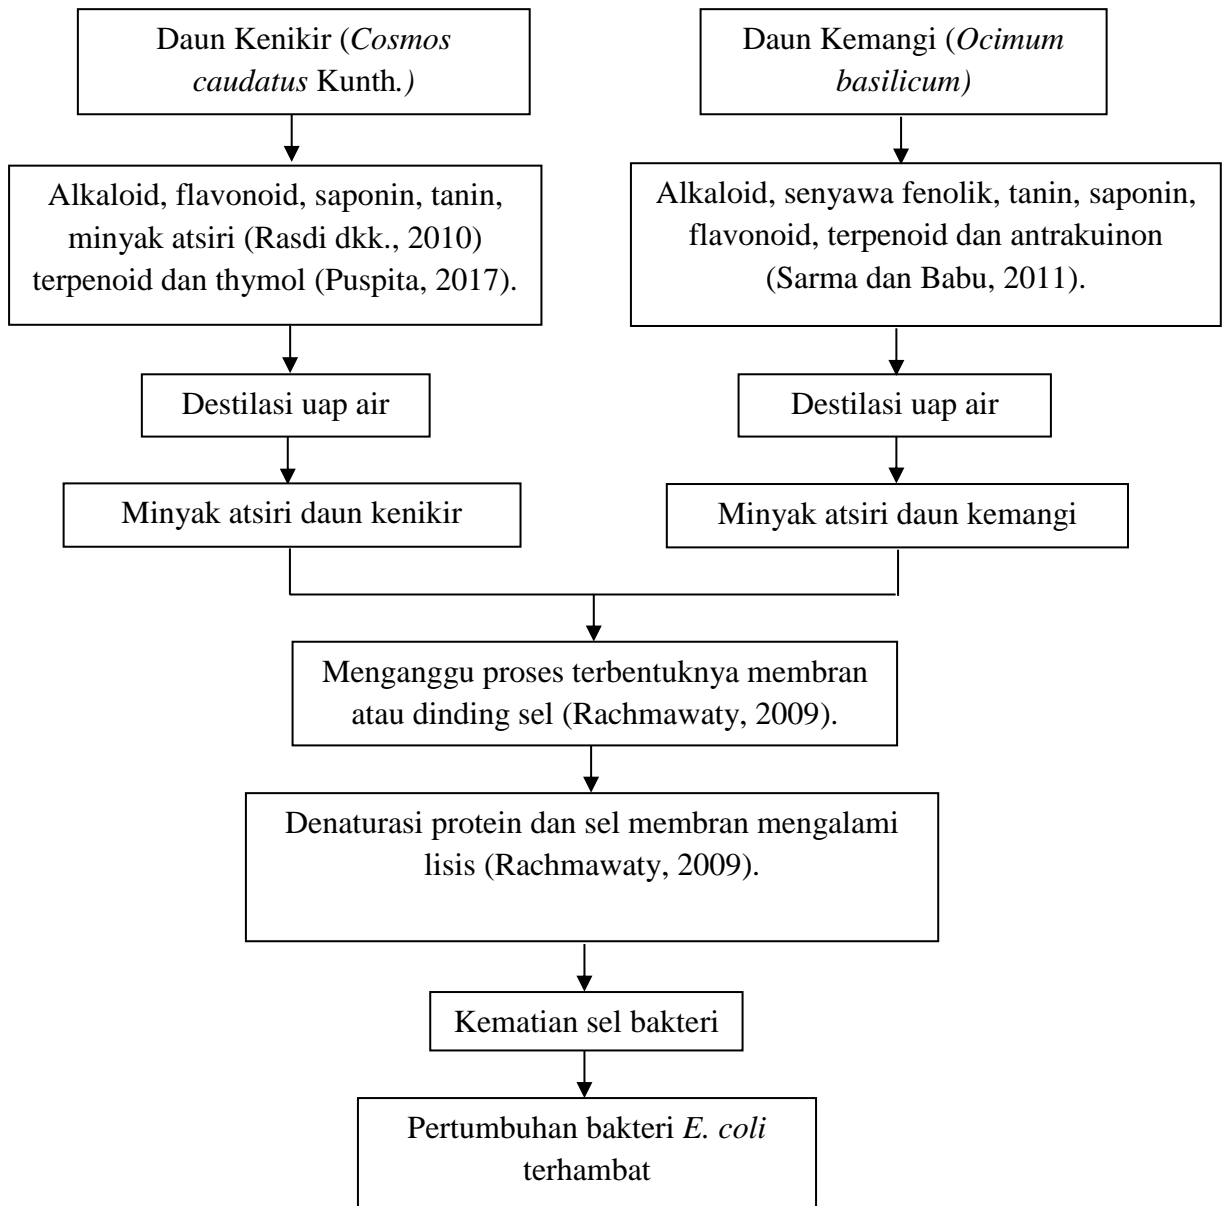 Daun Kenikir (Cosmos
caudatus Kunth.)
Daun Kemangi (Ocimum
basilicum)
Alkaloid, flavonoid, saponin, tanin,
minyak atsiri (Rasdi dkk., 2010)
terpenoid dan thymol (Puspita, 2017).
Alkaloid, senyawa fenolik, tanin, saponin,
flavonoid, terpenoid dan antrakuinon
(Sarma dan Babu, 2011).
Destilasi uap air
Destilasi uap air
Minyak atsiri daun kenikir
Minyak atsiri daun kemangi
Menganggu proses terbentuknya membran
atau dinding sel (Rachmawaty, 2009).
Denaturasi protein dan sel membran mengalami
lisis (Rachmawaty, 2009).
Kematian sel bakteri
Pertumbuhan bakteri E. coli
terhambat